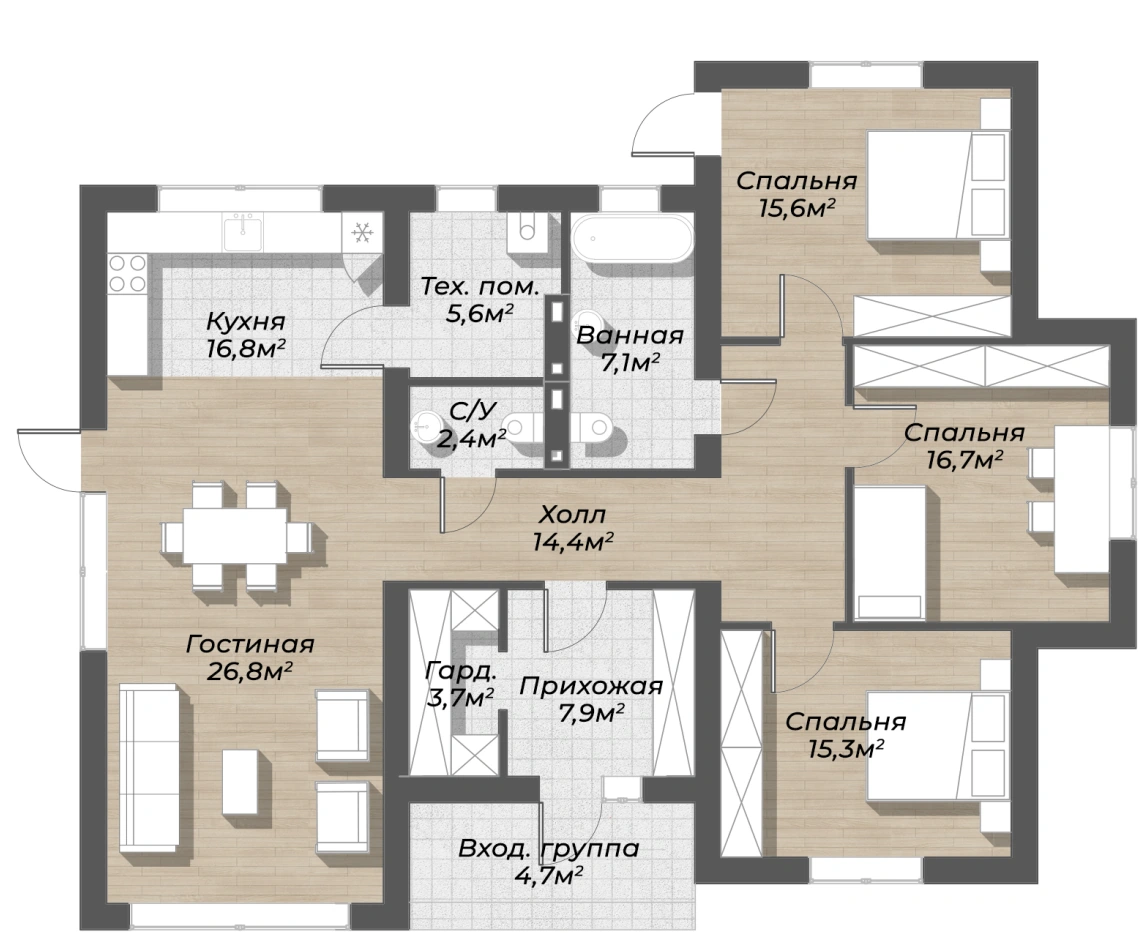 Спальня
15,6м²
Тех. пом.
5,6м²
Кухня
16,8м²
Ванная
7,1м²
С/У
2,4м²
Спальня
16,7м²
Холл
14,4м²
Гостиная
26,8м²
Гард.
3,7м²
Прихожая
7,9м²
Спальня
15,3м²
Вход. группа
4,7м²